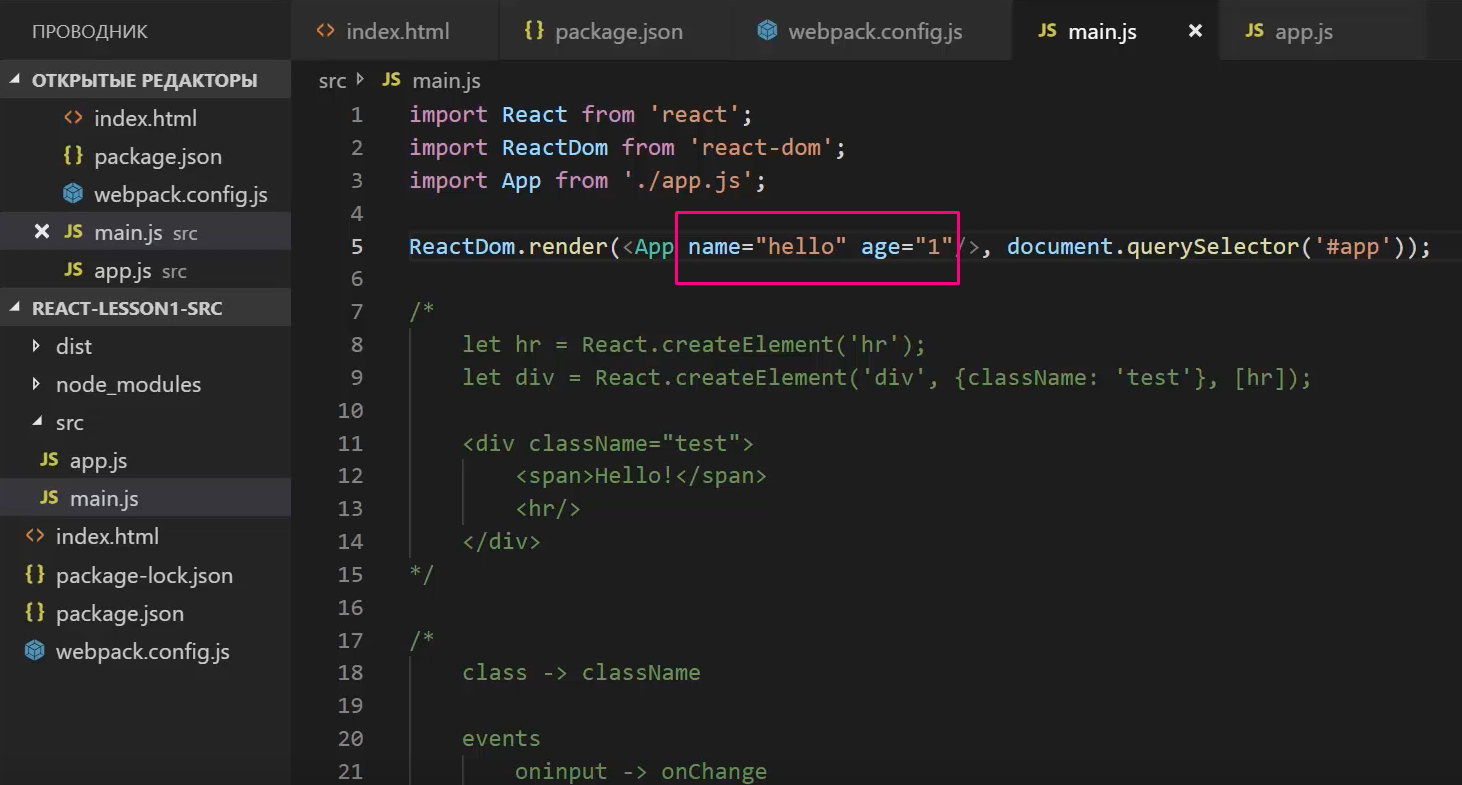 ПРОВОДНИК
index.html
package.json
webpack.config.js
JS main.js ×
JS app.js
ОТКРЫТЫЕ РЕДАКТОРЫ
<> index.html
{} package.json
webpack.config.js
× JS main.js src
JS app.js src
REACT-LESSON1-SRC
dist
node_modules
src
JS app.js
JS main.js
<> index.html
{} package-lock.json
{} package.json
webpack.config.js
src JS main.js
1 import React from 'react';
2 import ReactDom from 'react-dom';
3 import App from './app.js';
4
5 ReactDom.render(<App name="hello" age="1"/>, document.querySelector('#app'));
6
7 /*
8 let hr = React.createElement('hr');
9 let div = React.createElement('div', {className: 'test'}, [hr]);
10
11 <div className="test">
12 <span>Hello!</span>
13 <hr/>
14 </div>
15 */
16
17 /*
18 class -> className
19
20 events
21 oninput -> onChange